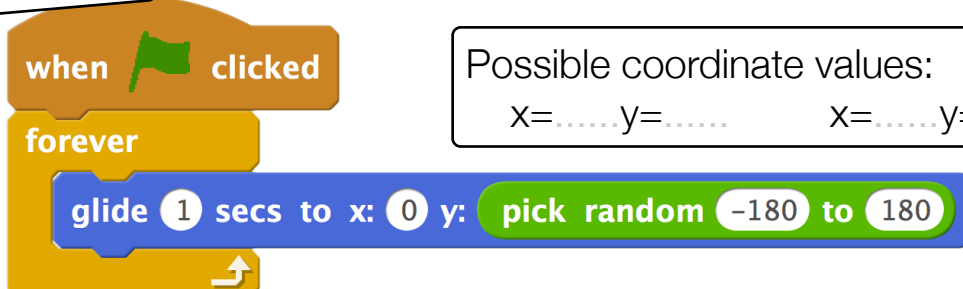 when clicked
Possible coordinate values:
x=......y=...... x=......y=
forever
glide 1 secs to x: 0 y: pick random -180 to 180